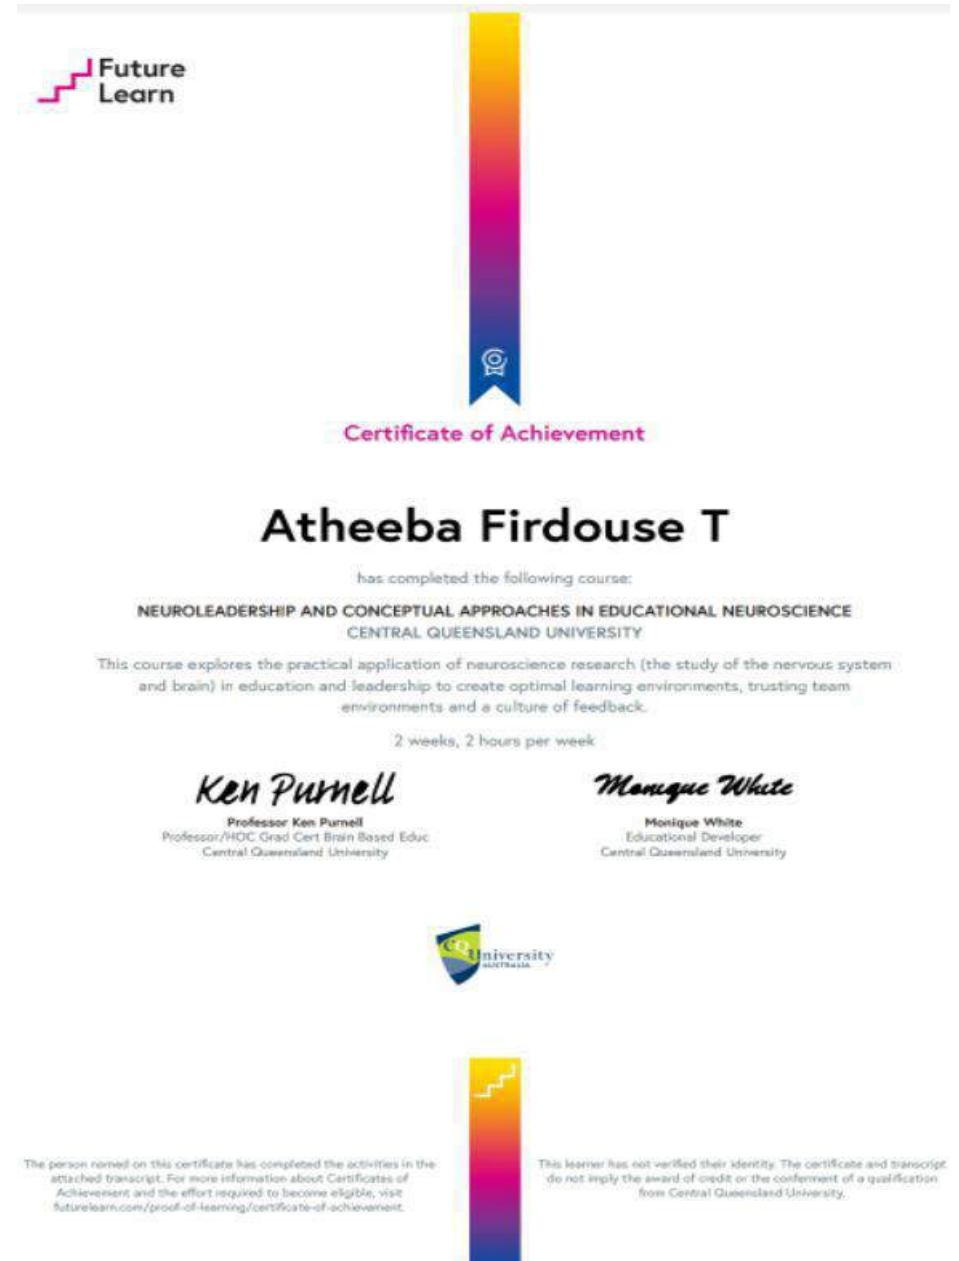 Future
Learn
Certificate of Achievement
Atheeba Firdouse T
has completed the following course:
NEUROLEADERSHIP AND CONCEPTUAL APPROACHES IN EDUCATIONAL NEUROSCIENCE
CENTRAL QUEENSLAND UNIVERSITY
This course explores the practical application of neuroscience research (the study of the nervous system
and brain) in education and leadership to create optimal learning environments, trusting team
environments and a culture of feedback.
2 weeks, 2 hours per week
Ken Purnell
Professor Ken Purnell
Professor/HOC Grad Cert Brain Based Educ
Central Queensland University
Monique White
Monique White
Educational Developer
Central Queensland University
CQUniversity
AUSTRALIA
The person named on this certificate has completed the activities in the
attached transcript. For more information about Certificates of
Achievement and the effort required to become eligible, visit
futurelearn.com/proof-of-learning/certificate-of-achievement.
This learner has not verified their identity. The certificate and transcript
do not imply the award of credit or the conferment of a qualification
from Central Queensland University.